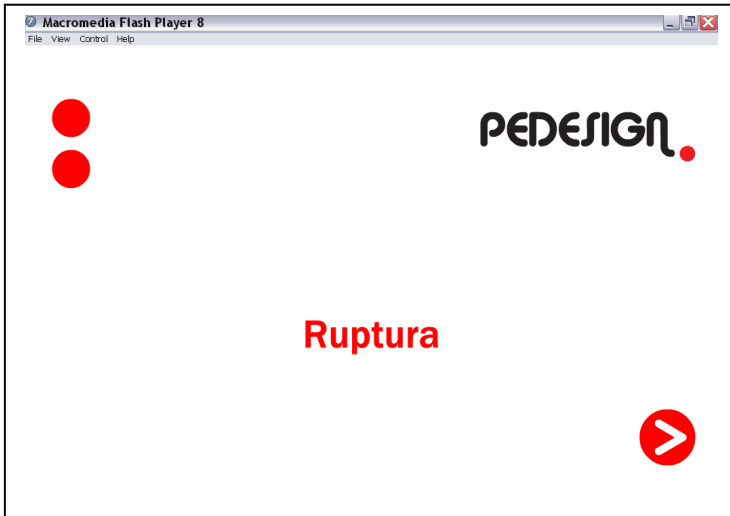 Macromedia Flash Player 8
File View Control Help
PEDESIGN.
Ruptura